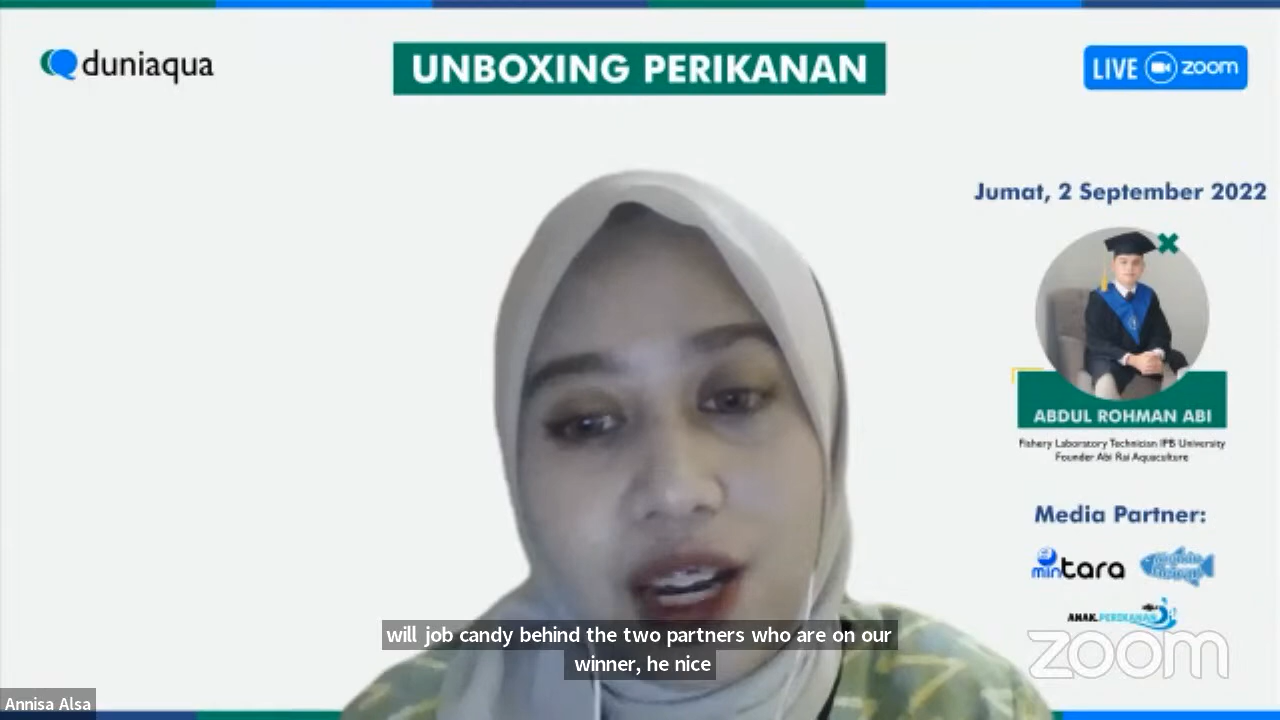 duniaqua
UNBOXING PERIKANAN
LIVE zoom
Jumat, 2 September 2022
ABDUL ROHMAN ABI
Fishery Laboratory Technician IPB University
Founder Abi Rai Aquaculture
Media Partner:
mintara
ANAK.PERIKANAN
zoom
will job candy behind the two partners who are on our
winner, he nice
Annisa Alsa